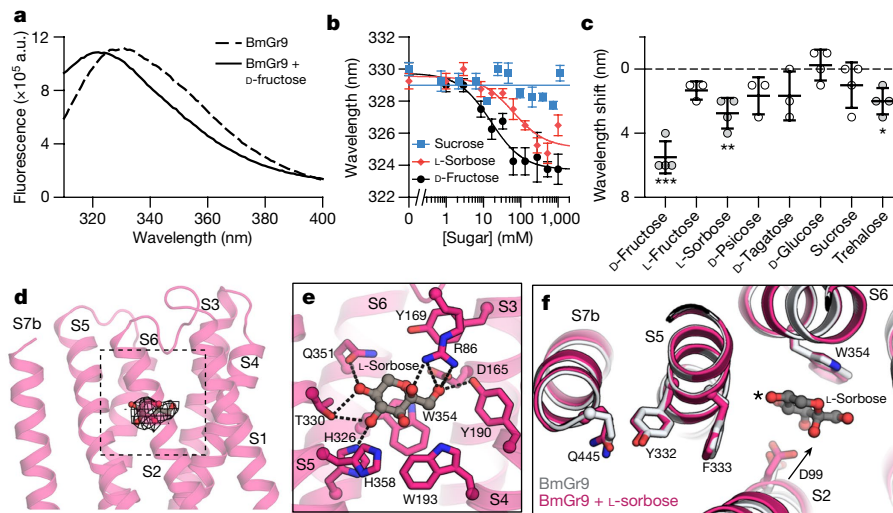 a
Fluorescence (×10⁵ a.u.)
12
8
4
0
320 340 360 380 400
Wavelength (nm)
BmGr9
BmGr9 +
D-fructose
b
Wavelength (nm)
330
328
326
324
322
Sucrose
L-Sorbose
D-Fructose
0 1 10 100 1,000
[Sugar] (mM)
c
Wavelength shift (nm)
0
4
8
***
**
*
D-Fructose
L-Fructose
L-Sorbose
D-Psicose
D-Tagatose
D-Glucose
Sucrose
Trehalose
d
S7b
S5
S6
S3
S4
S1
S2
e
S6
S3
Y169
R86
Q351
L-Sorbose
D165
W354
T330
H326
Y190
S5
H358
W193
S4
f
S7b
S5
S6
W354
L-Sorbose
*
Q445
Y332
F333
D99
S2
BmGr9
BmGr9 + L-sorbose